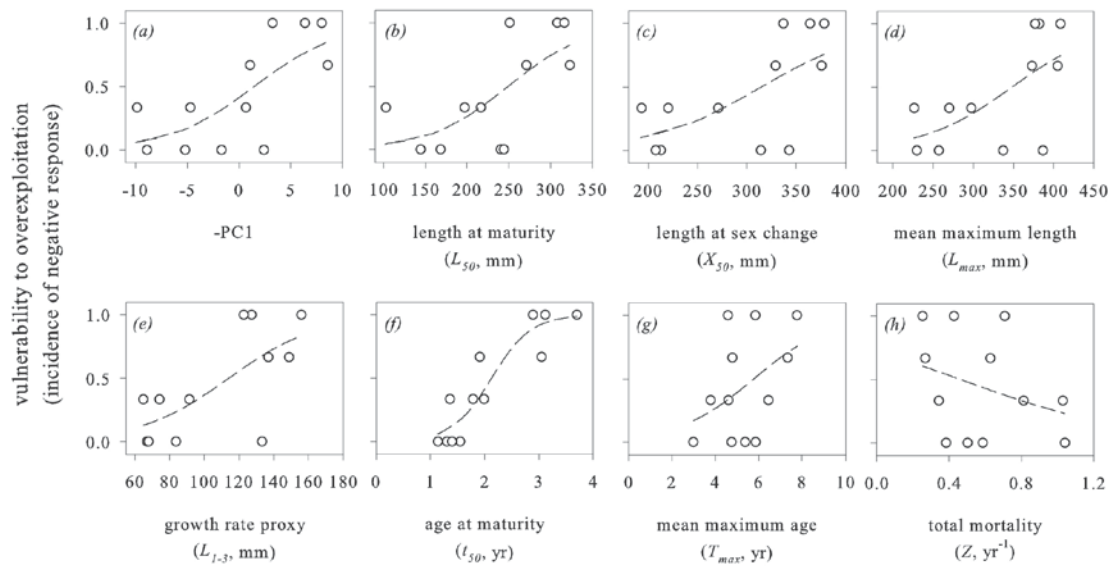 vulnerability to overexploitation
(incidence of negative response)
1.0
0.5
0.0
(a)
-10 -5 0 5 10
-PC1
(b)
100 150 200 250 300 350
length at maturity
(L50, mm)
(c)
200 250 300 350 400
length at sex change
(X50, mm)
(d)
200 250 300 350 400 450
mean maximum length
(Lmax, mm)
1.0
0.5
0.0
(e)
60 80 100 120 140 160 180
growth rate proxy
(L1-3, mm)
(f)
0 1 2 3 4
age at maturity
(t50, yr)
(g)
0 2 4 6 8 10
mean maximum age
(Tmax, yr)
(h)
0.0 0.4 0.8 1.2
total mortality
(Z, yr-1)